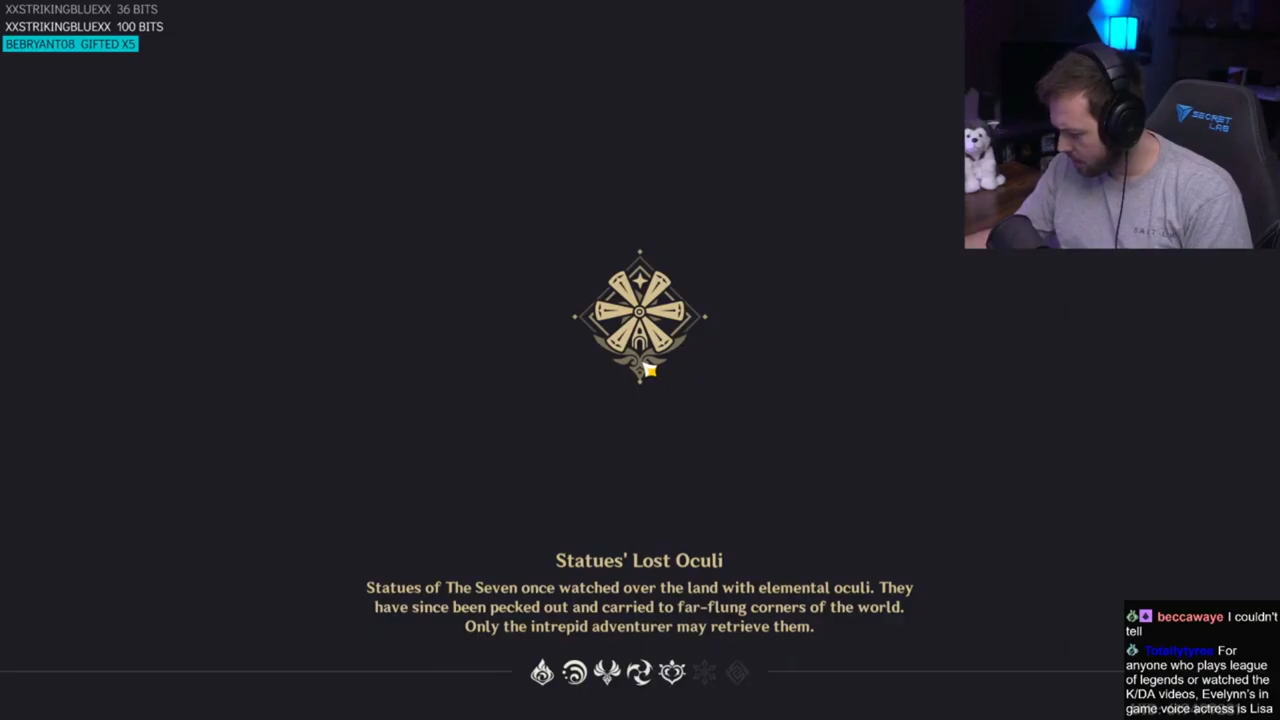 XXSTRIKINGBLUEXX 36 BITS
XXSTRIKINGBLUEXX 100 BITS
BEBRYANT08 GIFTED X5
SECRET
LAB
Statues' Lost Oculi
Statues of The Seven once watched over the land with elemental oculi. They
have since been pecked out and carried to far-flung corners of the world.
Only the intrepid adventurer may retrieve them.
beccawaye I couldn't
tell
Totallytyree For
anyone who plays league
of legends or watched the
K/DA videos, Evelynn's in
game voice actress is Lisa